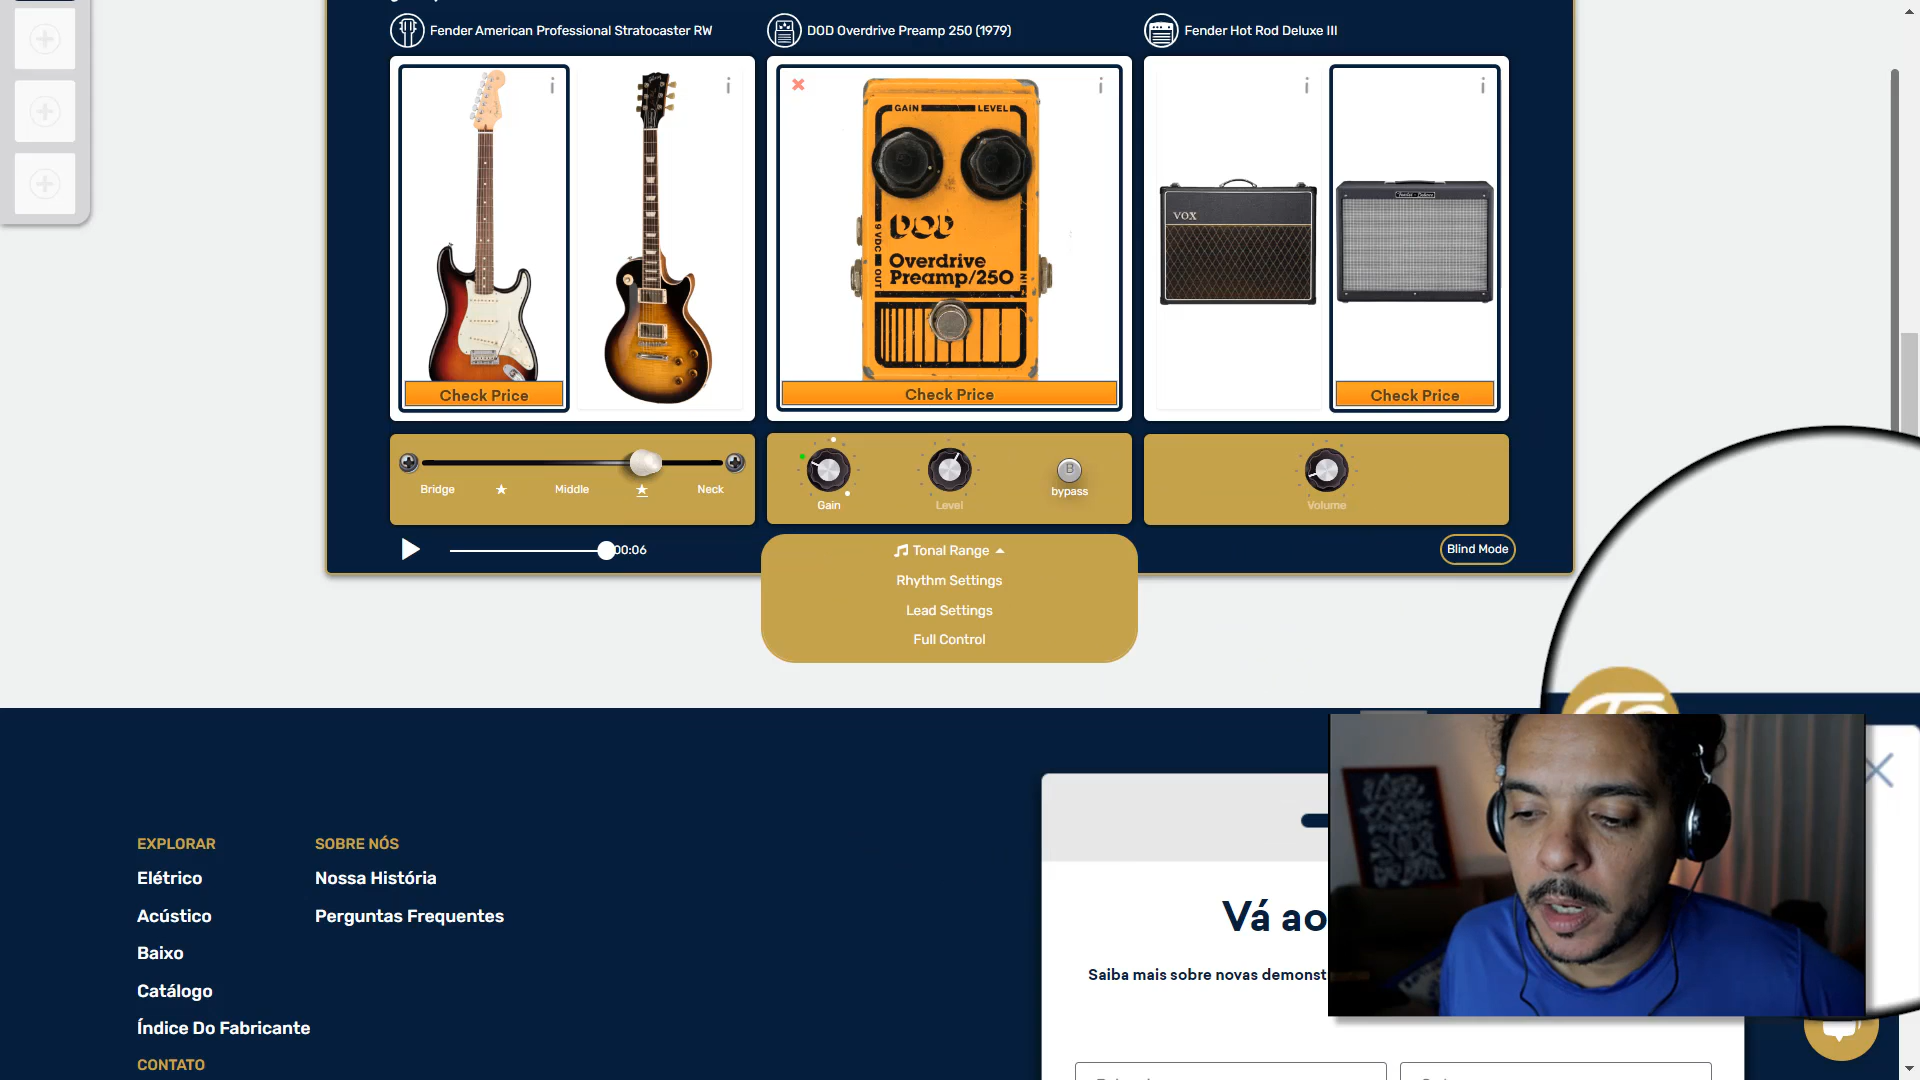 Fender American Professional Stratocaster RW
DOD Overdrive Preamp 250 (1979)
Fender Hot Rod Deluxe III
GAIN
LEVEL
DOD
9 VDC
OUT
IN
Overdrive
Preamp/250
VOX
Check Price
Check Price
Check Price
Bridge
Middle
Neck
Gain
Level
B
bypass
Volume
00:06
Tonal Range
Blind Mode
Rhythm Settings
Lead Settings
Full Control
EXPLORAR
SOBRE NÓS
Elétrico
Nossa História
Acústico
Perguntas Frequentes
Baixo
Catálogo
Índice Do Fabricante
CONTATO
Vá ao
Saiba mais sobre novas demonst